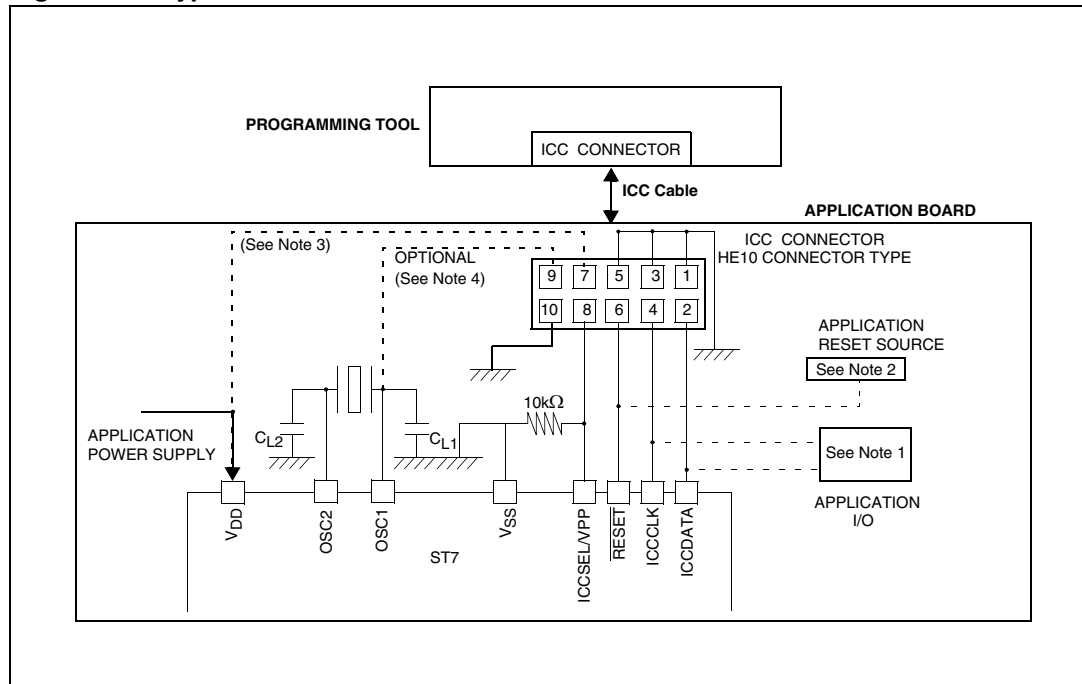 PROGRAMMING TOOL
ICC CONNECTOR
ICC Cable
APPLICATION BOARD
(See Note 3)
OPTIONAL
(See Note 4)
ICC CONNECTOR
HE10 CONNECTOR TYPE
9 7 5 3 1
10 8 6 4 2
APPLICATION
RESET SOURCE
See Note 2
10kΩ
APPLICATION
POWER SUPPLY
CL2
CL1
See Note 1
APPLICATION
I/O
VDD
OSC2
OSC1
VSS
ICCSEL/VPP
RESET
ICCCLK
ICCDATA
ST7